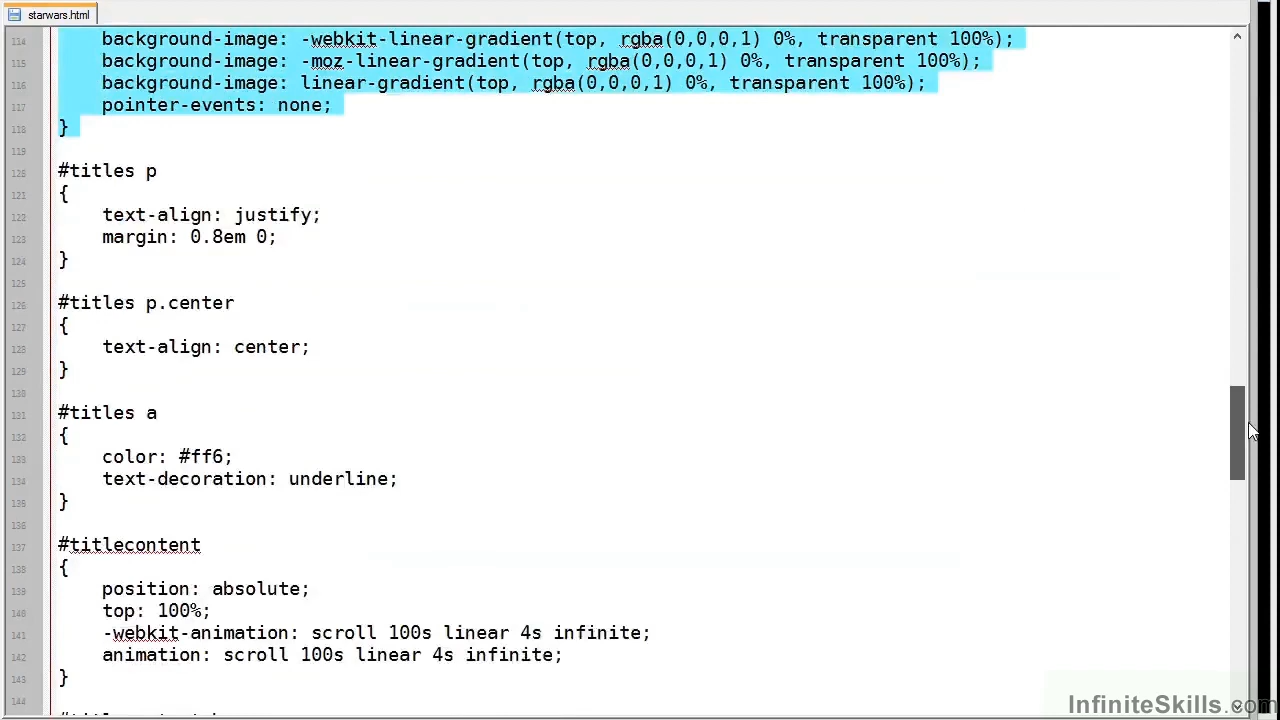 starwars.html
114 background-image: -webkit-linear-gradient(top, rgba(0,0,0,1) 0%, transparent 100%);
115 background-image: -moz-linear-gradient(top, rgba(0,0,0,1) 0%, transparent 100%);
116 background-image: linear-gradient(top, rgba(0,0,0,1) 0%, transparent 100%);
117 pointer-events: none;
118 }
119
120 #titles p
121 {
122 text-align: justify;
123 margin: 0.8em 0;
124 }
125
126 #titles p.center
127 {
128 text-align: center;
129 }
130
131 #titles a
132 {
133 color: #ff6;
134 text-decoration: underline;
135 }
136
137 #titlecontent
138 {
139 position: absolute;
140 top: 100%;
141 -webkit-animation: scroll 100s linear 4s infinite;
142 animation: scroll 100s linear 4s infinite;
143 }
144
InfiniteSkills.com